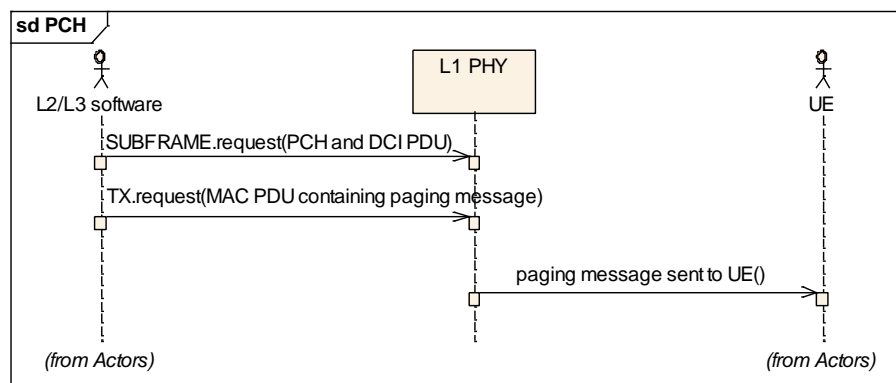 sd PCH
L2/L3 software
L1 PHY
UE
SUBFRAME.request(PCH and DCI PDU)
TX.request(MAC PDU containing paging message)
paging message sent to UE()
(from Actors)
(from Actors)